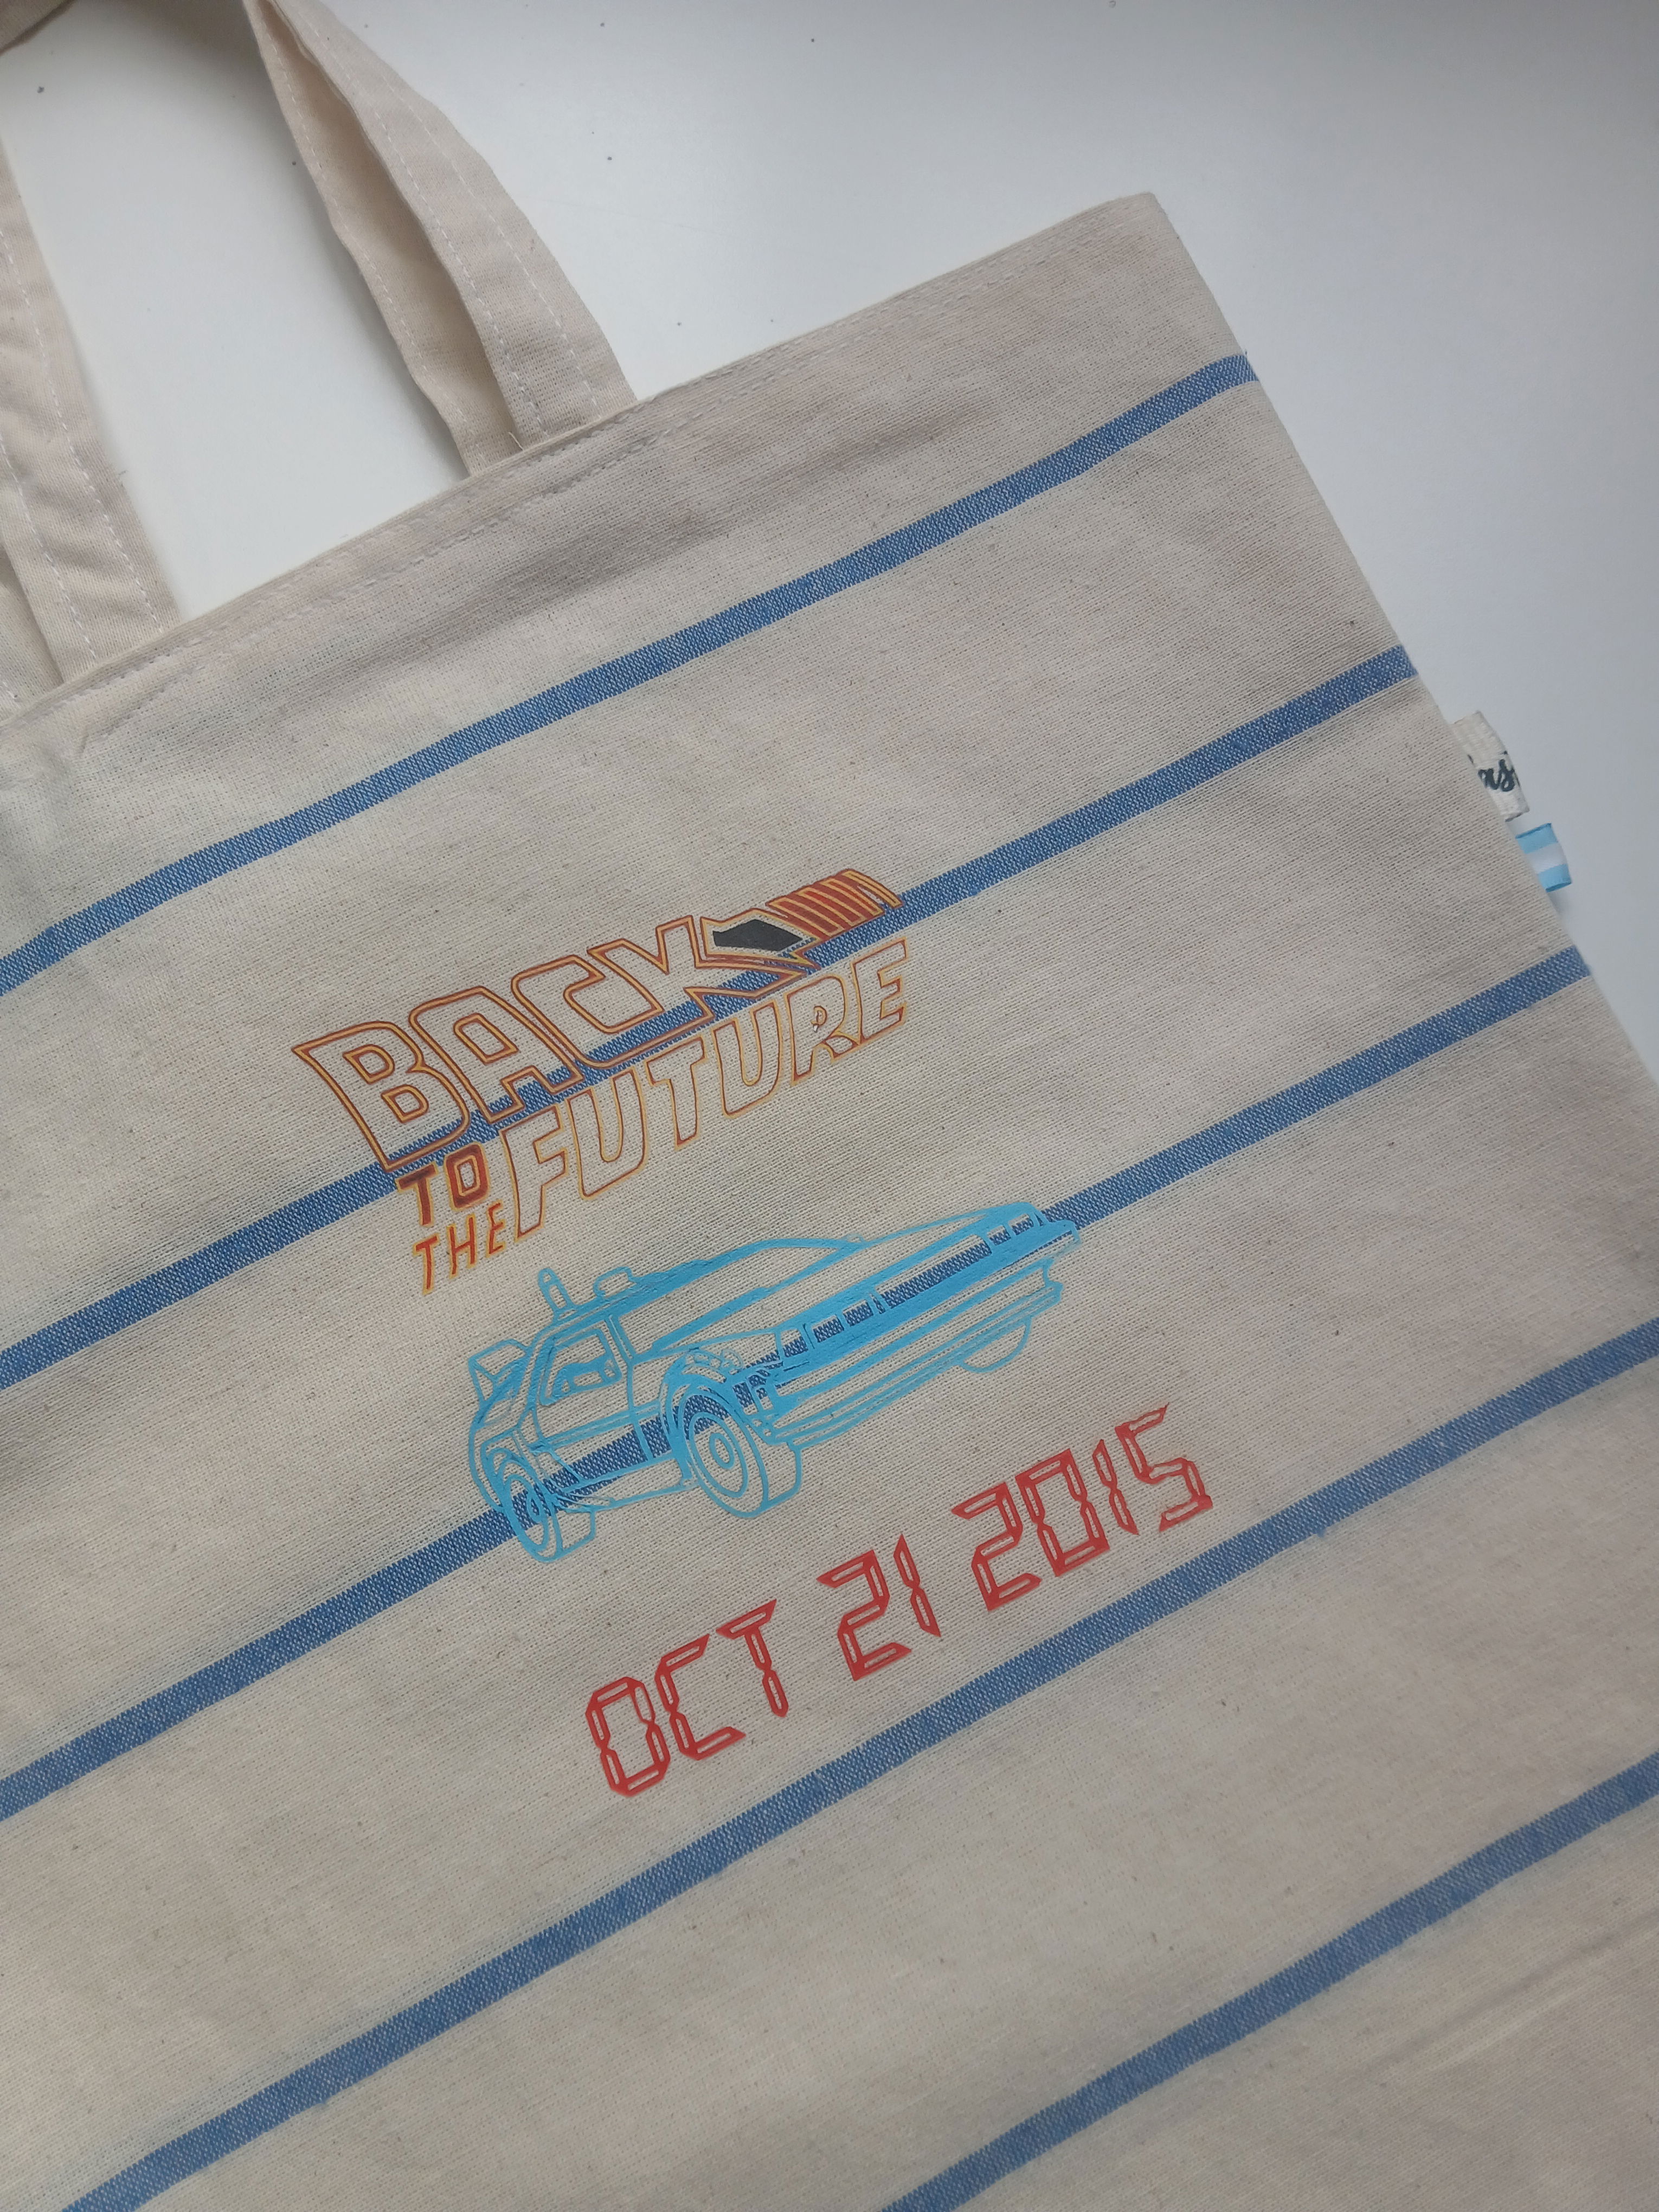 BACK
TO
THE FUTURE
OCT 21 2015